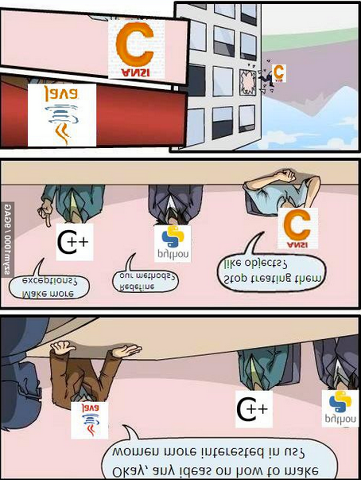 Okay, any ideas on how to make
women more interested in us?
Java
C++
python
Make more
exceptions?
Redefine
our methods?
Stop treating them
like objects?
C++
python
ANSI
C
Java
ANSI
C
ANSI
C